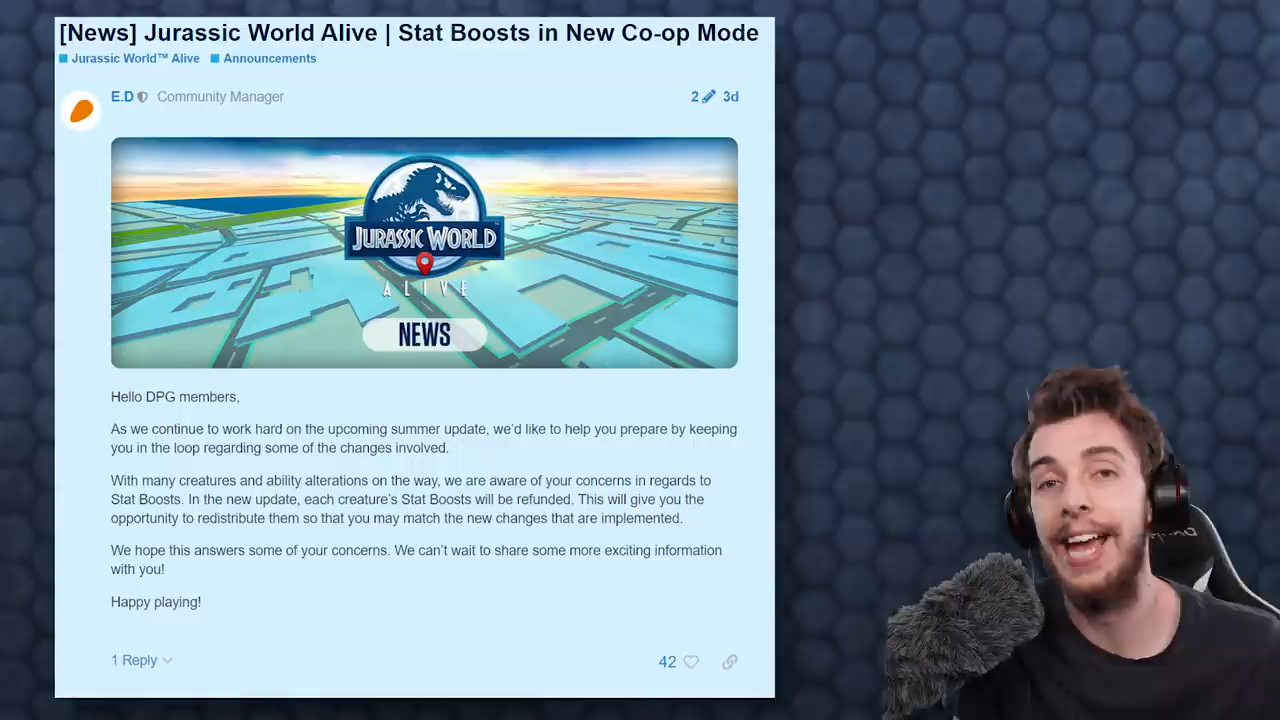 [News] Jurassic World Alive | Stat Boosts in New Co-op Mode
Jurassic World™ Alive Announcements
E.D Community Manager 2 3d
JURASSIC WORLD
ALIVE
NEWS
Hello DPG members,
As we continue to work hard on the upcoming summer update, we’d like to help you prepare by keeping
you in the loop regarding some of the changes involved.
With many creatures and ability alterations on the way, we are aware of your concerns in regards to
Stat Boosts. In the new update, each creature’s Stat Boosts will be refunded. This will give you the
opportunity to redistribute them so that you may match the new changes that are implemented.
We hope this answers some of your concerns. We can’t wait to share some more exciting information
with you!
Happy playing!
1 Reply 42